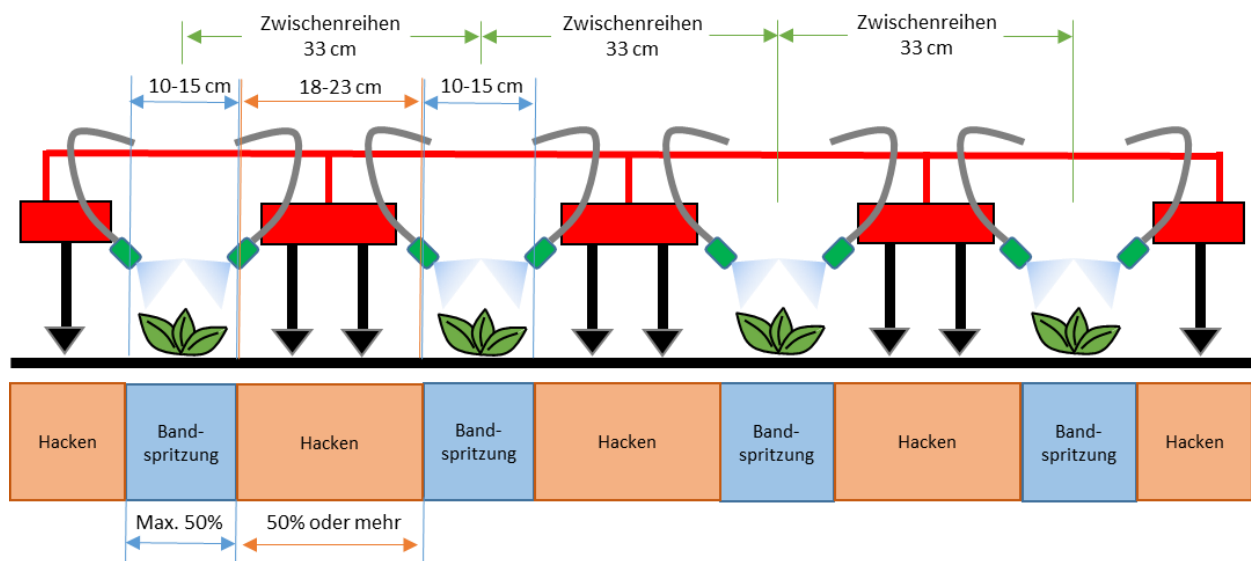 Zwischenreihen
33 cm
Zwischenreihen
33 cm
Zwischenreihen
33 cm
10-15 cm
18-23 cm
10-15 cm
Hacken
Band-
spritzung
Hacken
Band-
spritzung
Hacken
Band-
spritzung
Hacken
Band-
spritzung
Hacken
Max. 50%
50% oder mehr